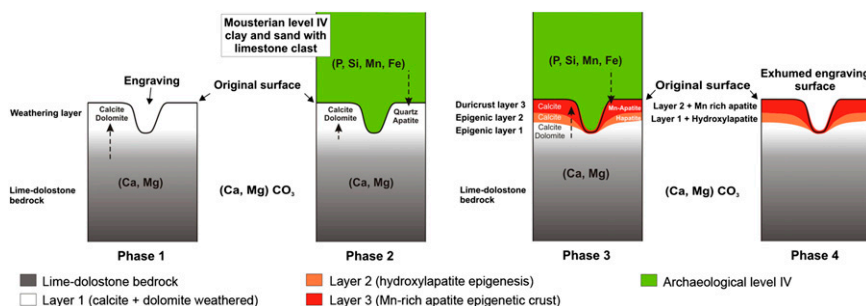 Mousterian level IV
clay and sand with
limestone clast
Engraving
Original surface
Weathering layer
Calcite
Dolomite
(Ca, Mg)
Lime-dolostone
bedrock
(Ca, Mg) CO3
Phase 1
(P, Si, Mn, Fe)
Calcite
Dolomite
Quartz
Apatite
(Ca, Mg)
Phase 2
(P, Si, Mn, Fe)
Duricrust layer 3
Epigenic layer 2
Epigenic layer 1
Calcite
Calcite
Calcite
Dolomite
Mn-Apatite
Hapatite
(Ca, Mg)
Lime-dolostone
bedrock
Phase 3
Original surface
Layer 2 + Mn rich apatite
Layer 1 + Hydroxylapatite
(Ca, Mg) CO3
Exhumed engraving
surface
Phase 4
Lime-dolostone bedrock
Layer 1 (calcite + dolomite weathered)
Layer 2 (hydroxylapatite epigenesis)
Layer 3 (Mn-rich apatite epigenetic crust)
Archaeological level IV